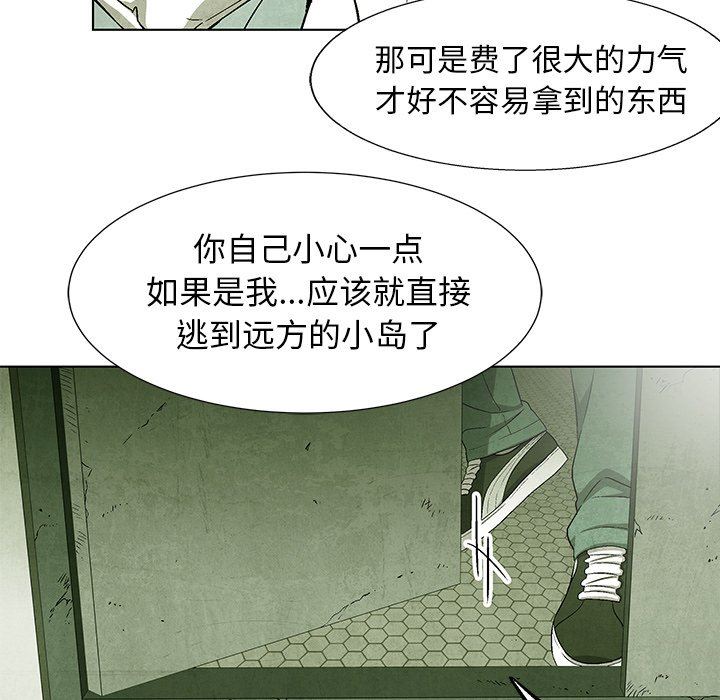 那可是费了很大的力气
才好不容易拿到的东西
你自己小心一点
如果是我...应该就直接
逃到远方的小岛了